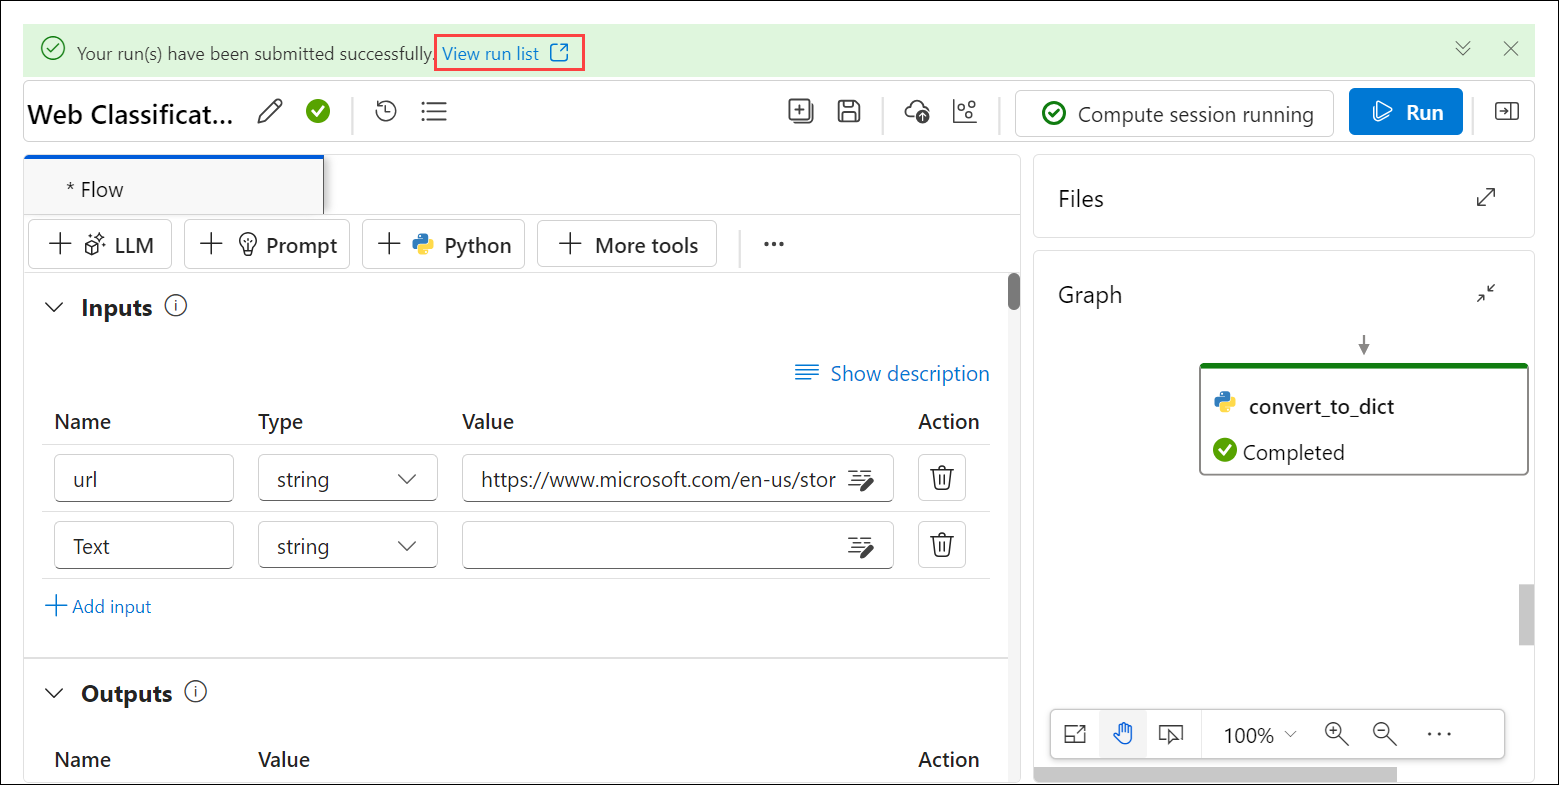 Your run(s) have been submitted successfully. View run list
Web Classificat...
Compute session running
Run
* Flow
LLM
Prompt
Python
More tools
...
Inputs
Show description
Name Type Value Action
url string https://www.microsoft.com/en-us/stor
Text string
Add input
Outputs
Name Value Action
Files
Graph
convert_to_dict
Completed
100%
...